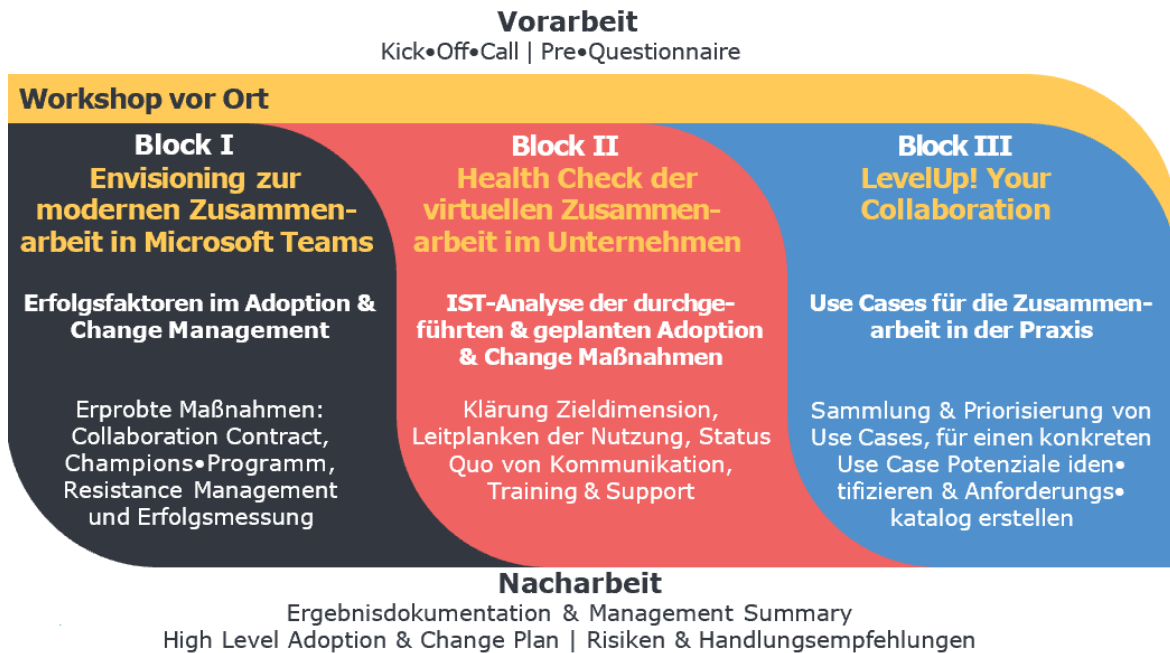 Vorarbeit
Kick•Off•Call | Pre•Questionnaire
Workshop vor Ort
Block I
Envisioning zur
modernen Zusammen-
arbeit in Microsoft Teams
Erfolgsfaktoren im Adoption &
Change Management
Erprobte Maßnahmen:
Collaboration Contract,
Champions•Programm,
Resistance Management
und Erfolgsmessung
Block II
Health Check der
virtuellen Zusammen-
arbeit im Unternehmen
IST-Analyse der durchge-
führten & geplanten Adoption
& Change Maßnahmen
Klärung Zieldimension,
Leitplanken der Nutzung, Status
Quo von Kommunikation,
Training & Support
Block III
LevelUp! Your
Collaboration
Use Cases für die Zusammen-
arbeit in der Praxis
Sammlung & Priorisierung von
Use Cases, für einen konkreten
Use Case Potenziale iden•
tifizieren & Anforderungs•
katalog erstellen
Nacharbeit
Ergebnisdokumentation & Management Summary
High Level Adoption & Change Plan | Risiken & Handlungsempfehlungen